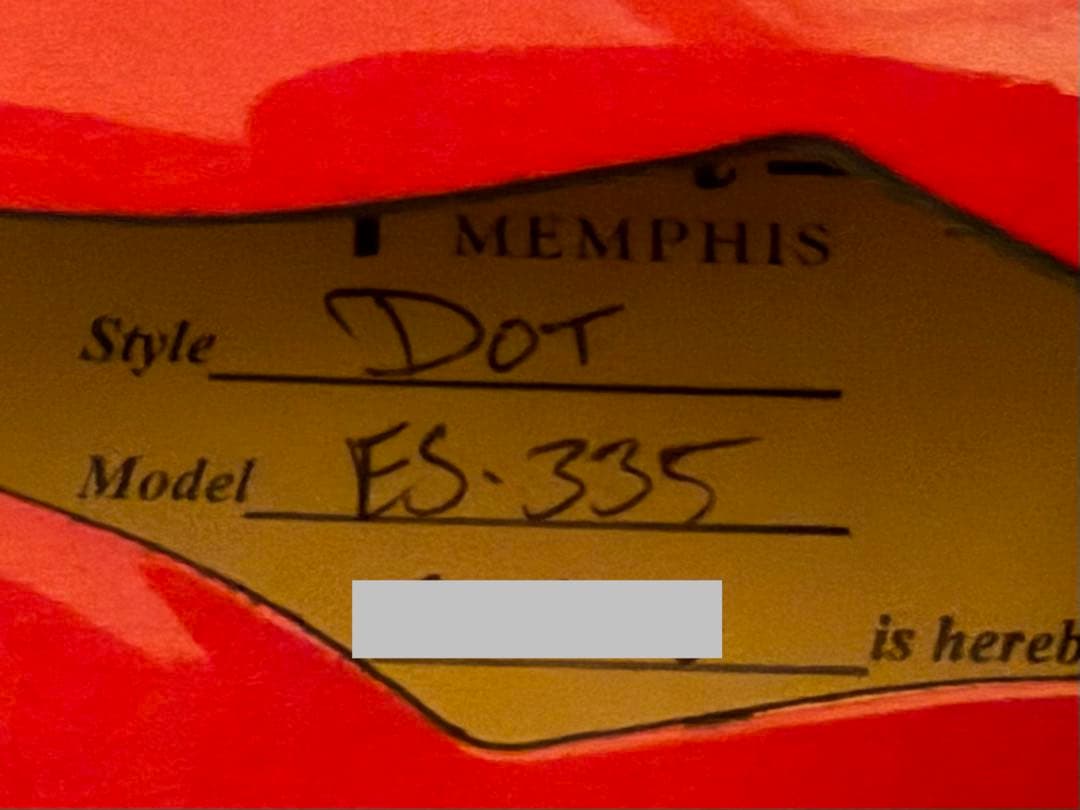 MEMPHIS
Style DOT
Model ES-335
is hereb